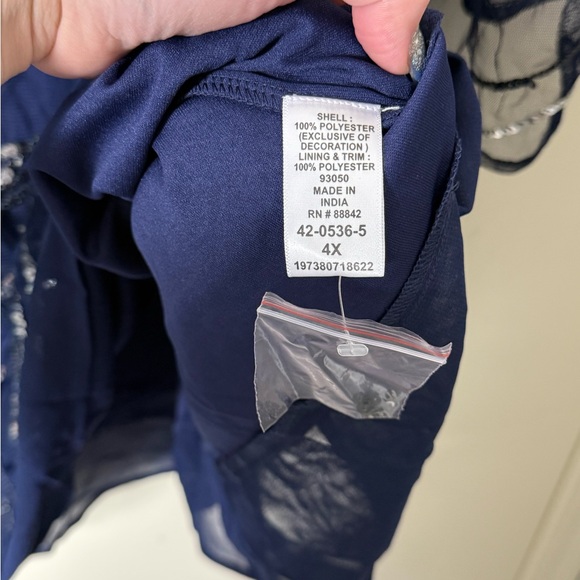 SHELL :
100% POLYESTER
(EXCLUSIVE OF
DECORATION )
LINING & TRIM :
100% POLYESTER
93050
MADE IN
INDIA
RN # 88842
42-0536-5
4X
197380718622